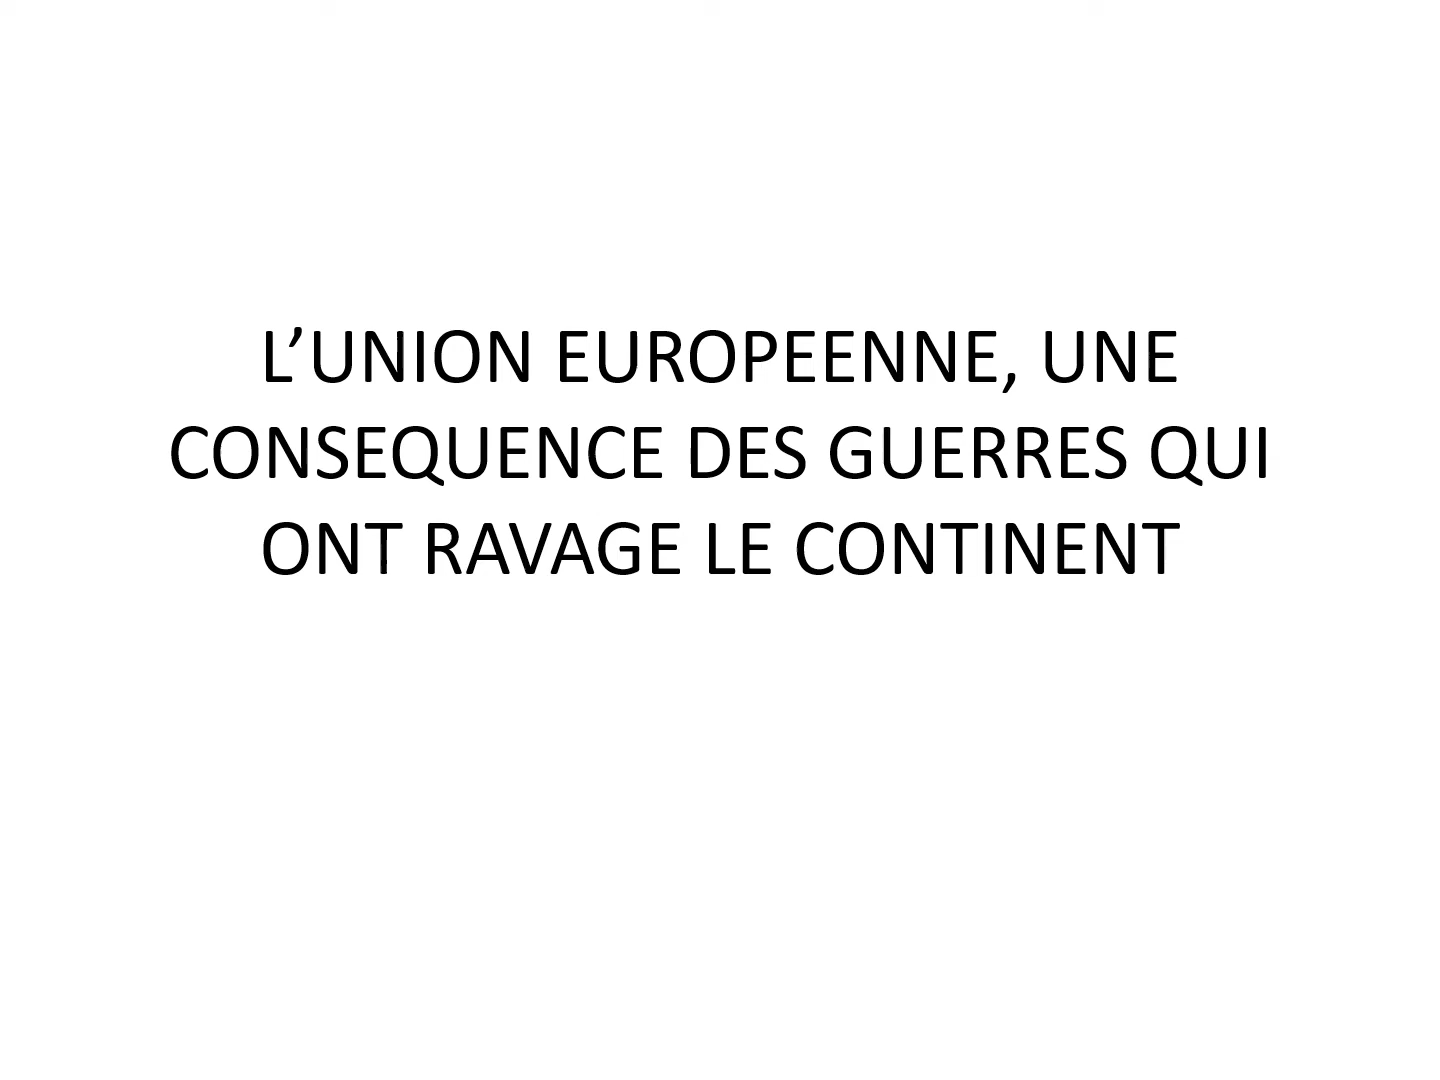 L’UNION EUROPEENNE, UNE
CONSEQUENCE DES GUERRES QUI
ONT RAVAGE LE CONTINENT